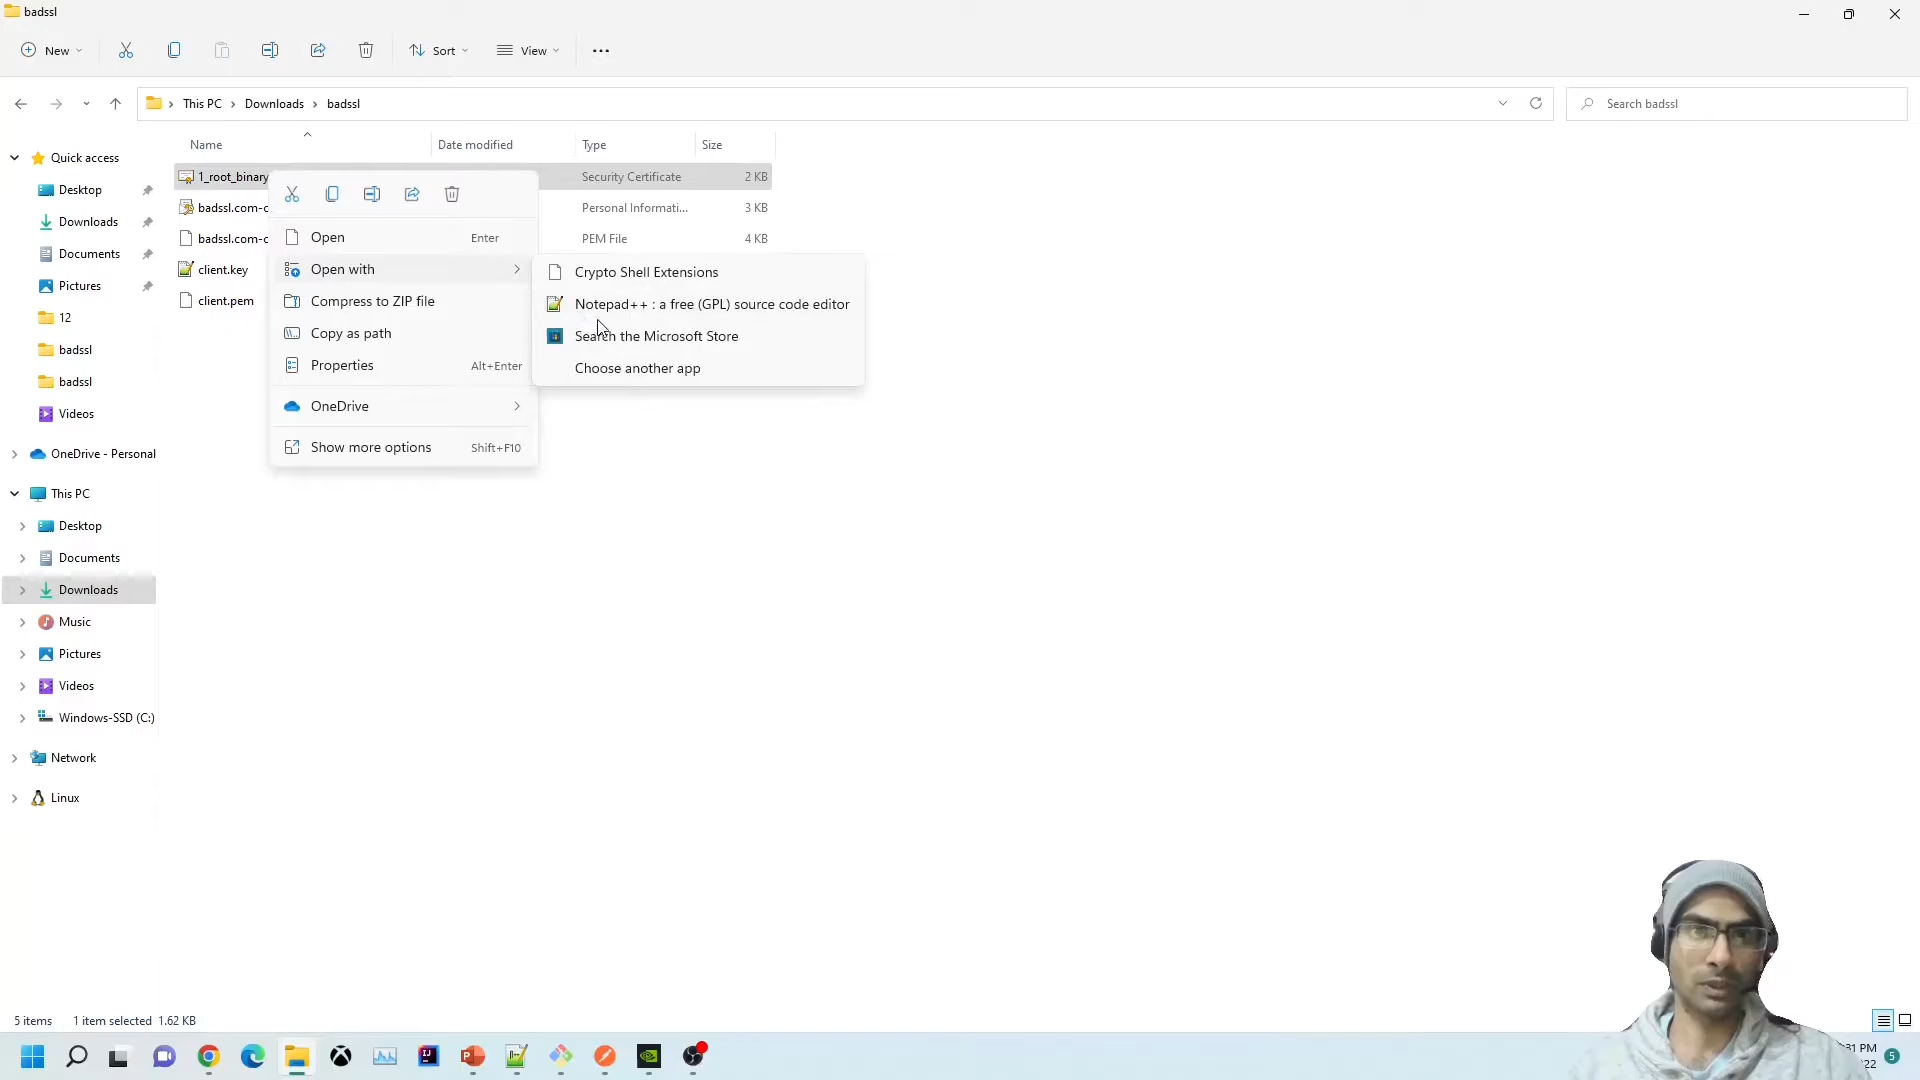 badssl
New
Sort
View
This PC > Downloads > badssl
Search badssl
Name
Date modified
Type
Size
Quick access
Desktop
Downloads
Documents
Pictures
12
badssl
badssl
Videos
OneDrive - Personal
This PC
Desktop
Documents
Downloads
Music
Pictures
Videos
Windows-SSD (C:)
Network
Linux
1_root_binary
Security Certificate
2 KB
badssl.com-c
Personal Informati...
3 KB
badssl.com-c
PEM File
4 KB
client.key
client.pem
Open
Enter
Open with
Compress to ZIP file
Copy as path
Properties
Alt+Enter
OneDrive
Show more options
Shift+F10
Crypto Shell Extensions
Notepad++ : a free (GPL) source code editor
Search the Microsoft Store
Choose another app
5 items
1 item selected 1.62 KB
31 PM
22
5